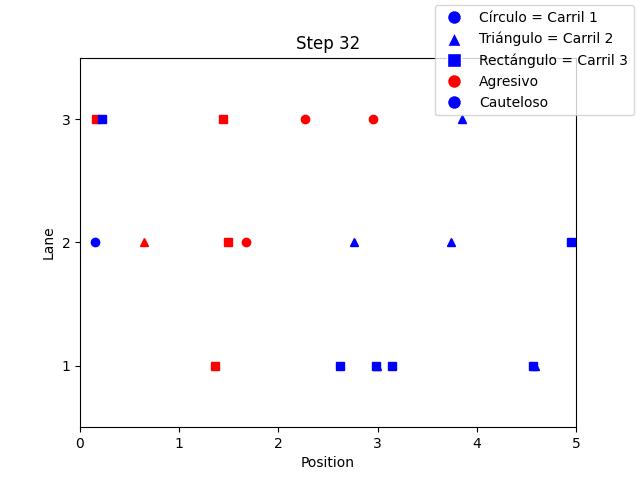 Step 32
Círculo = Carril 1
Triángulo = Carril 2
Rectángulo = Carril 3
Agresivo
Cauteloso
Lane
3
2
1
0 1 2 3 4 5
Position